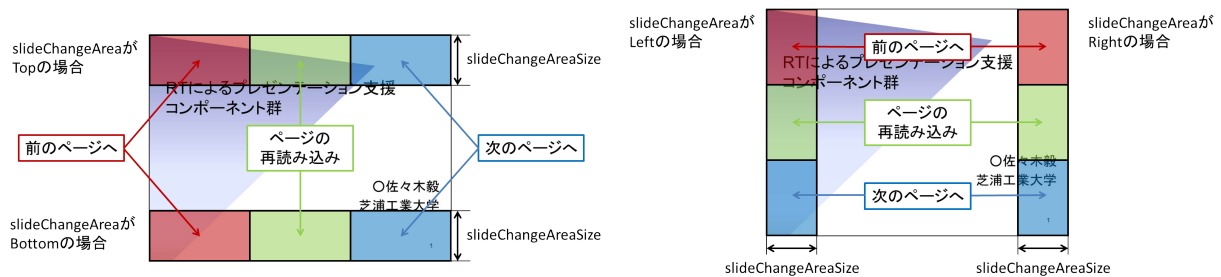 slideChangeAreaが
Topの場合
slideChangeAreaSize
RTによるプレゼンテーション支援
コンポーネント群
前のページへ
ページの
再読み込み
次のページへ
〇佐々木毅
芝浦工業大学
slideChangeAreaが
Bottomの場合
1
slideChangeAreaSize
slideChangeAreaが
Leftの場合
slideChangeAreaが
Rightの場合
前のページへ
RTによるプレゼンテーション支援
コンポーネント群
ページの
再読み込み
〇佐々木毅
芝浦工業大学
次のページへ
1
slideChangeAreaSize
slideChangeAreaSize